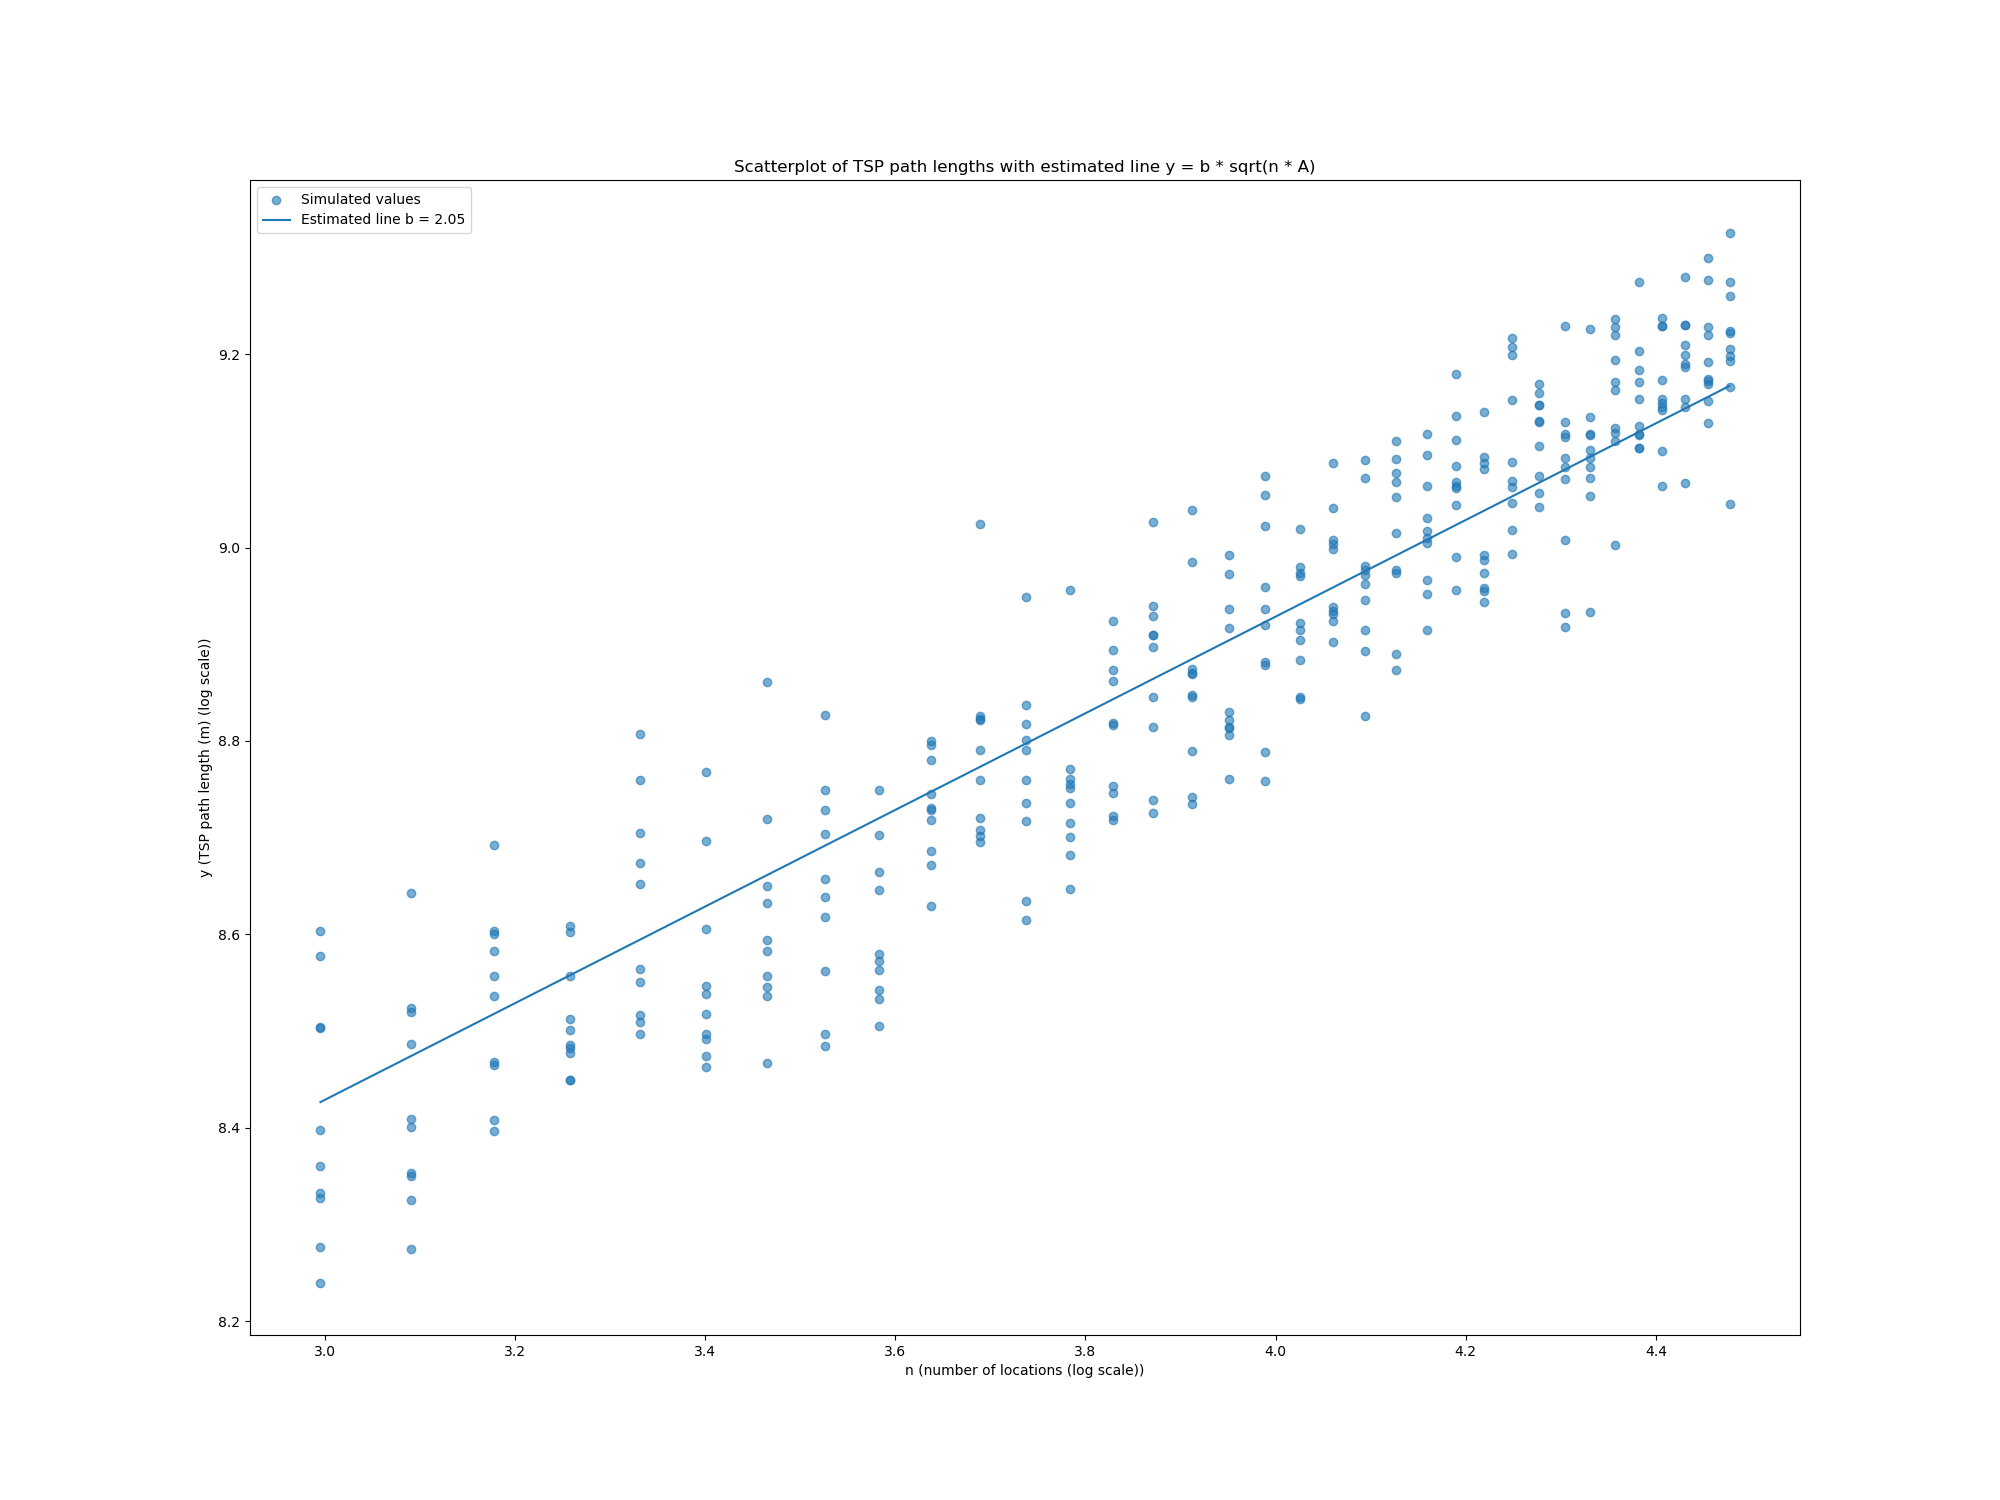 Scatterplot of TSP path lengths with estimated line y = b * sqrt(n * A)
Simulated values
Estimated line b = 2.05
y (TSP path length (m) (log scale))
9.2
9.0
8.8
8.6
8.4
8.2
3.0 3.2 3.4 3.6 3.8 4.0 4.2 4.4
n (number of locations (log scale))